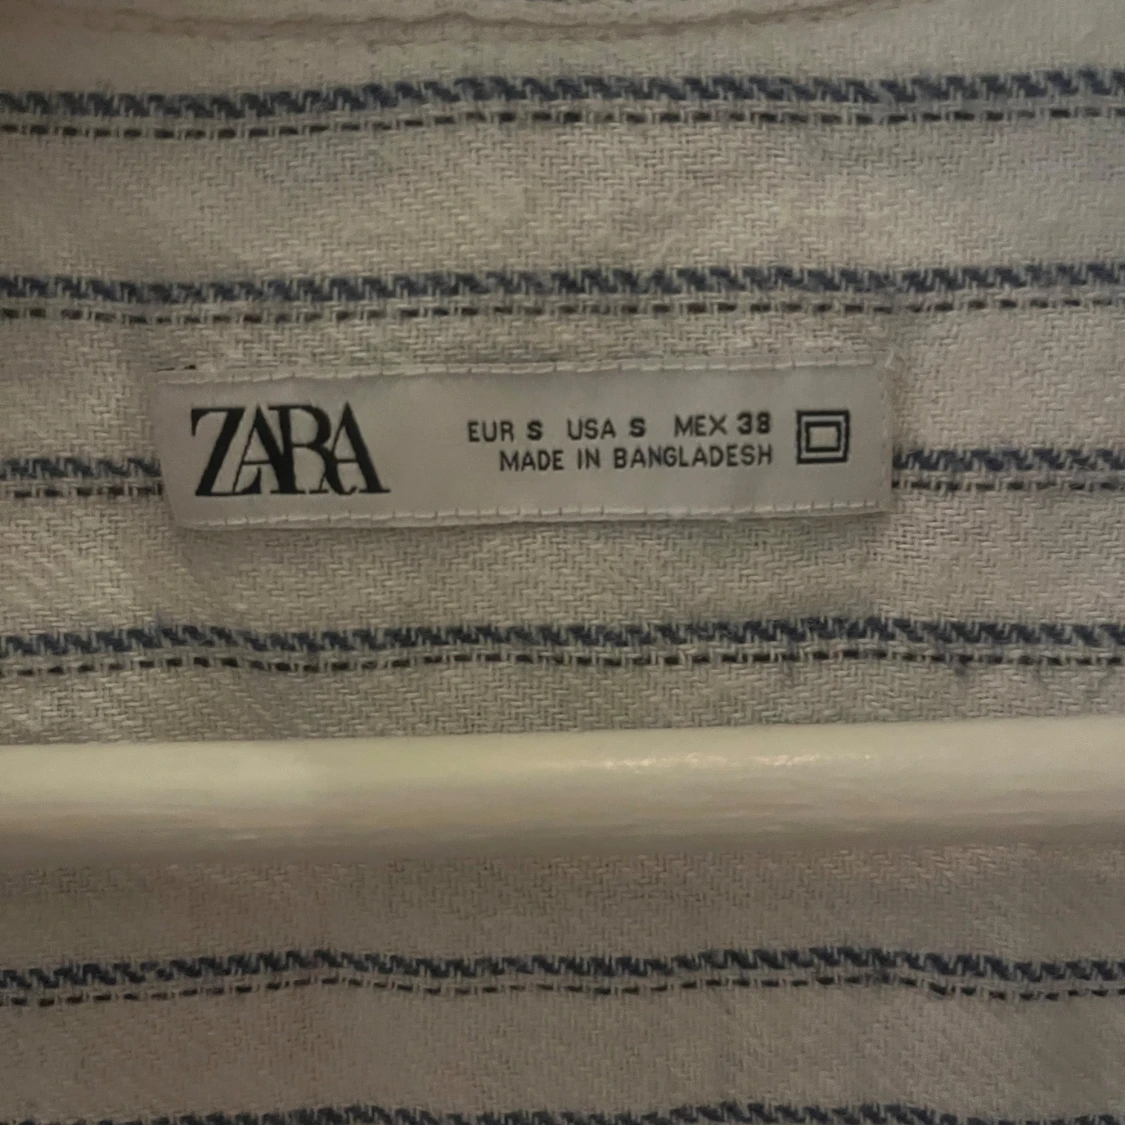 ZARA
EUR S USA S MEX 38
MADE IN BANGLADESH